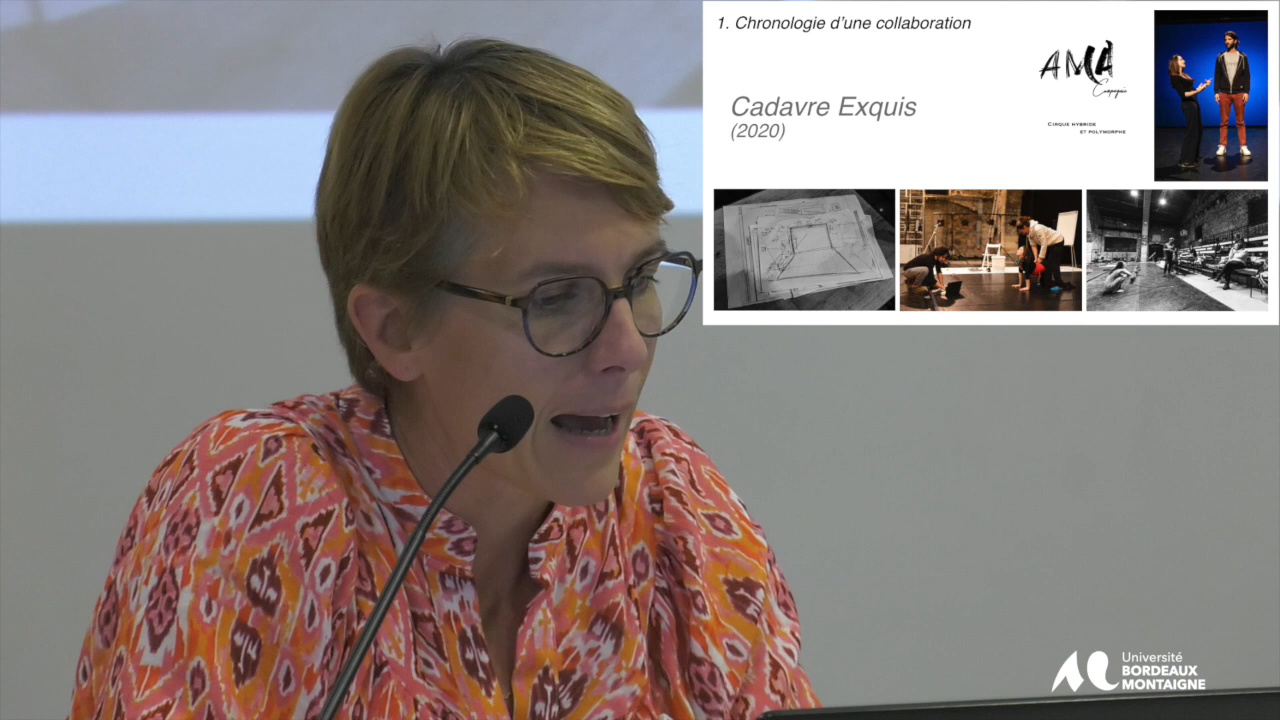 1. Chronologie d'une collaboration
AMA
Compagnie
Cadavre Exquis
(2020)
CIRQUE HYBRIDE
ET POLYMORPHE
Université
BORDEAUX
MONTAIGNE